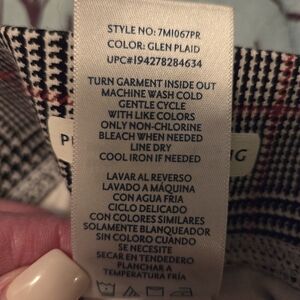 STYLE NO: 7MI067PR
COLOR: GLEN PLAID
UPC#194278284634
TURN GARMENT INSIDE OUT
MACHINE WASH COLD
GENTLE CYCLE
WITH LIKE COLORS
ONLY NON-CHLORINE
BLEACH WHEN NEEDED
LINE DRY
COOL IRON IF NEEDED
LAVAR AL REVERSO
LAVADO A MÁQUINA
CON AGUA FRIA
CICLO DELICADO
CON COLORES SIMILARES
SOLAMENTE BLANQUEADOR
SIN COLORO CUANDO
SE NECESITE
SECAR EN TENDEDERO
PLANCHAR A
TEMPERATURA FRÍA